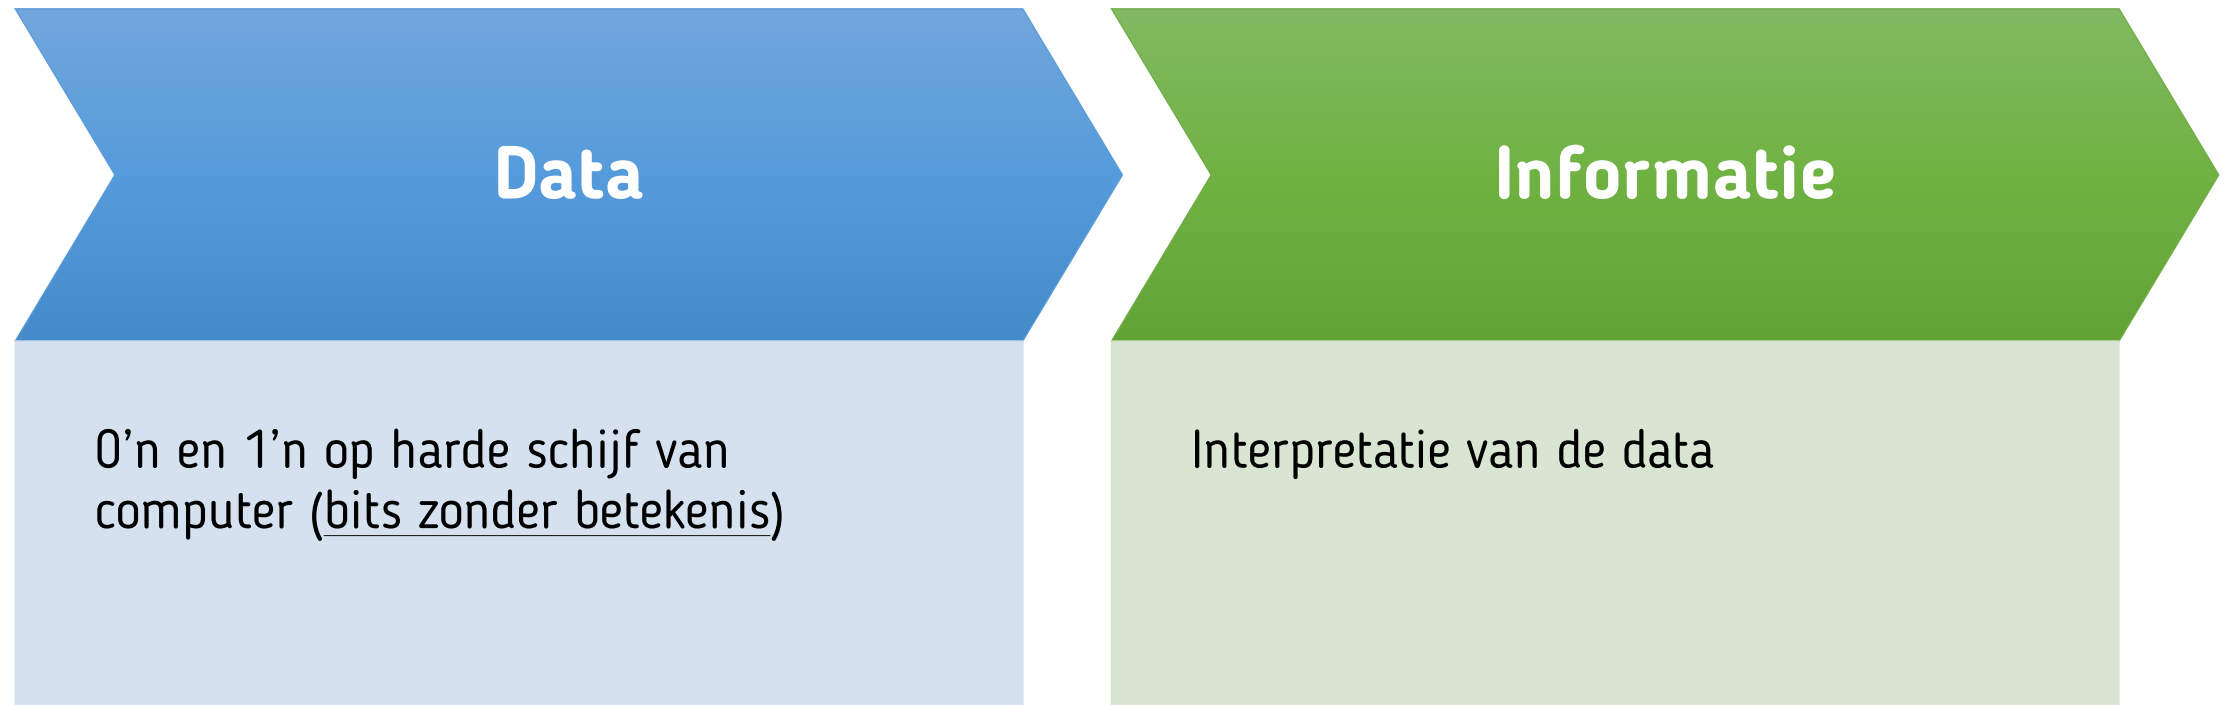 Data
0’n en 1’n op harde schijf van
computer (bits zonder betekenis)
Informatie
Interpretatie van de data